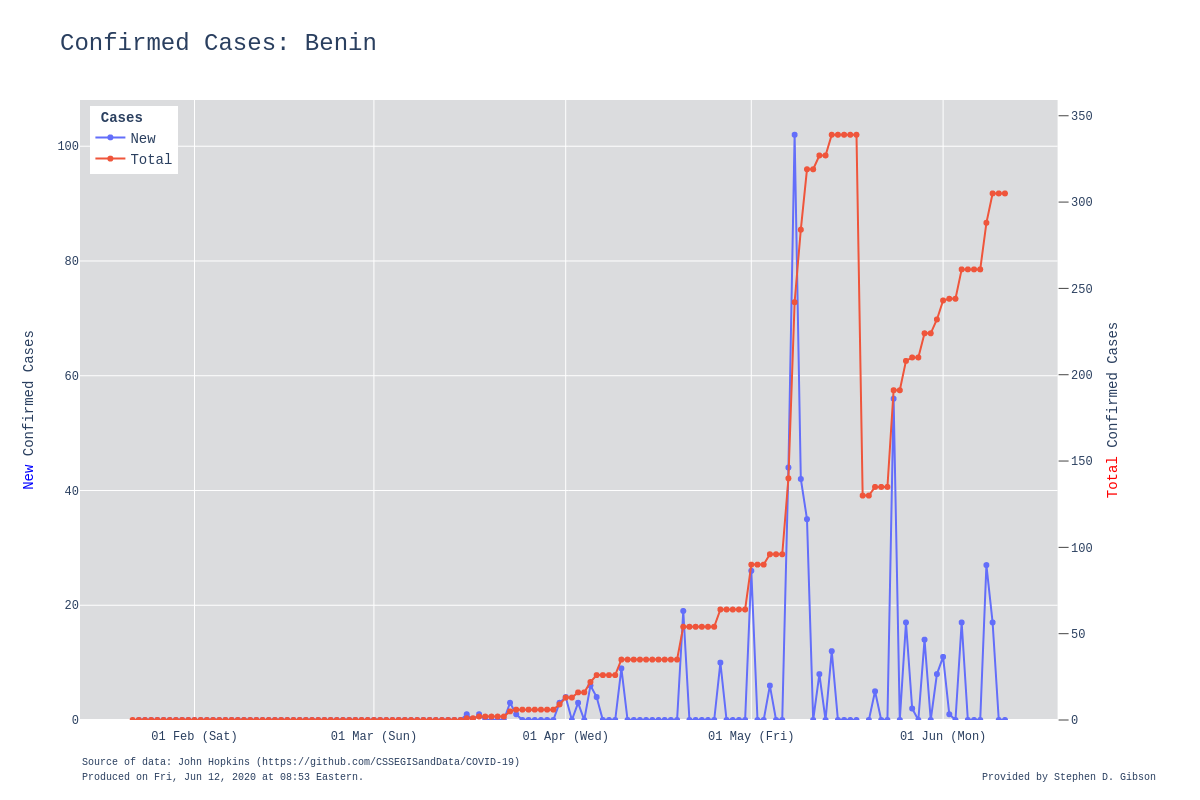 Confirmed Cases: Benin
Cases
New
Total
100
80
60
40
20
0
350
300
250
200
150
100
50
0
New Confirmed Cases
Total Confirmed Cases
01 Feb (Sat) 01 Mar (Sun) 01 Apr (Wed) 01 May (Fri) 01 Jun (Mon)
Source of data: John Hopkins (https://github.com/CSSEGISandData/COVID-19)
Produced on Fri, Jun 12, 2020 at 08:53 Eastern.
Provided by Stephen D. Gibson